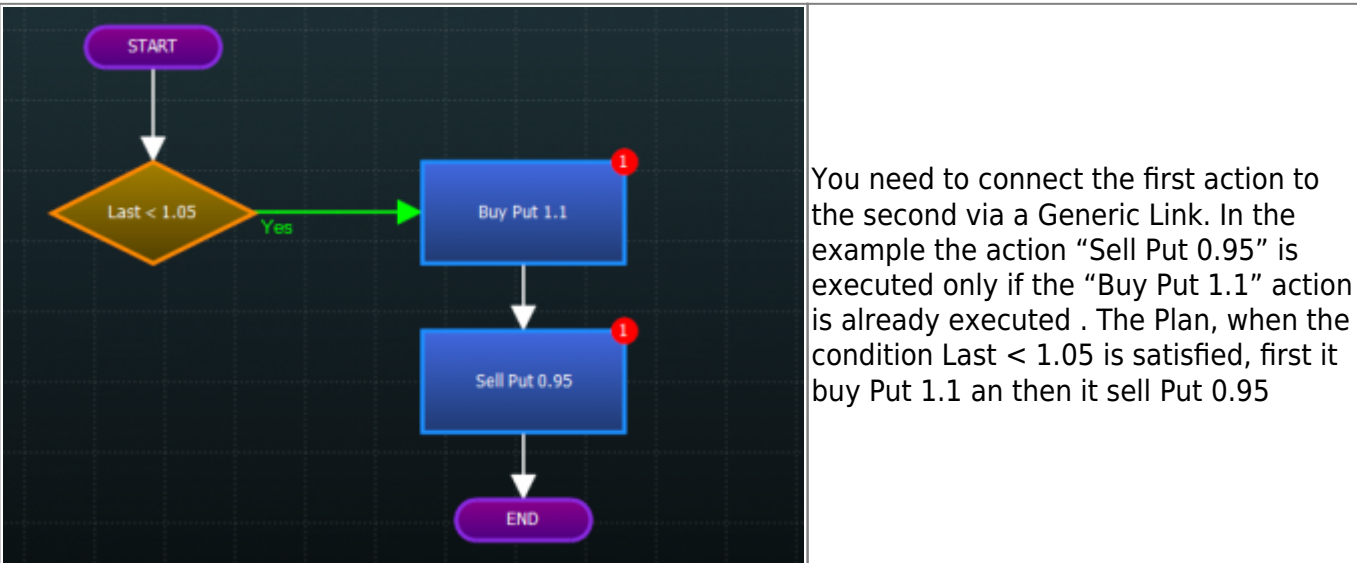 START
Last < 1.05
Yes
Buy Put 1.1
1
Sell Put 0.95
1
END
You need to connect the first action to
the second via a Generic Link. In the
example the action “Sell Put 0.95” is
executed only if the “Buy Put 1.1” action
is already executed . The Plan, when the
condition Last < 1.05 is satisfied, first it
buy Put 1.1 an then it sell Put 0.95